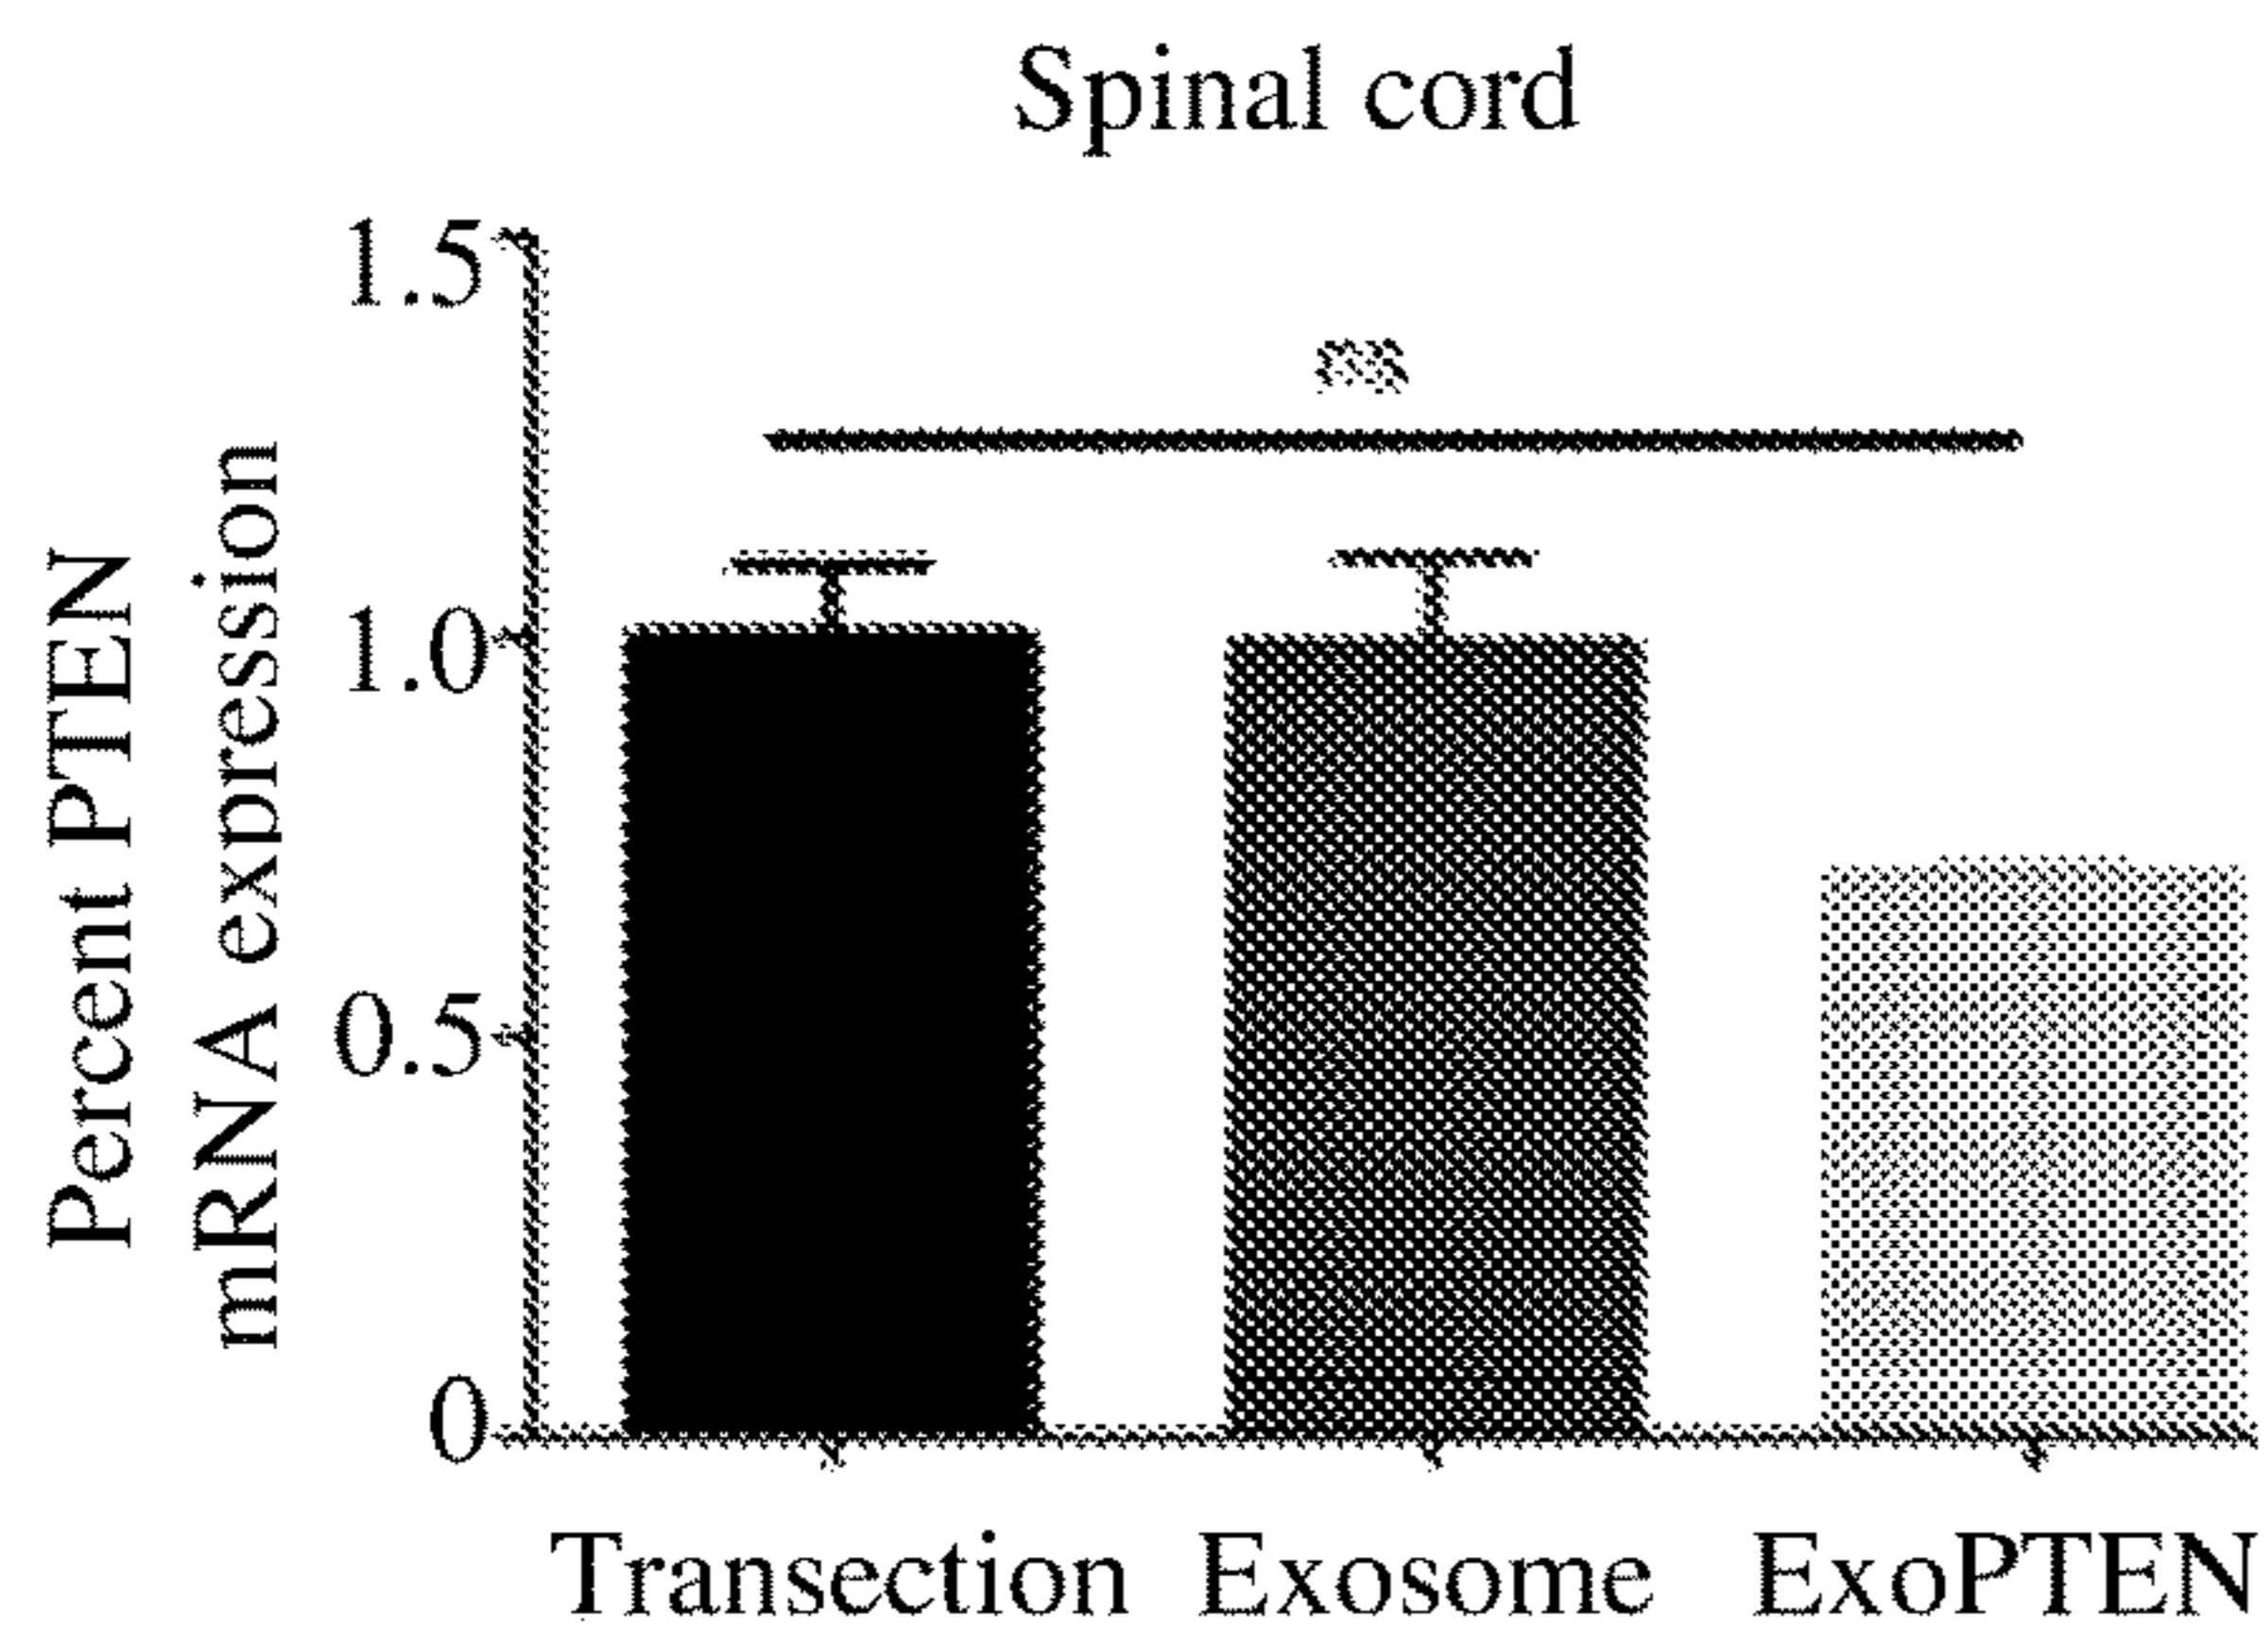 Spinal cord
Percent PTEN
mRNA expression
1.5
1.0
0.5
0
Transection Exosome ExoPTEN